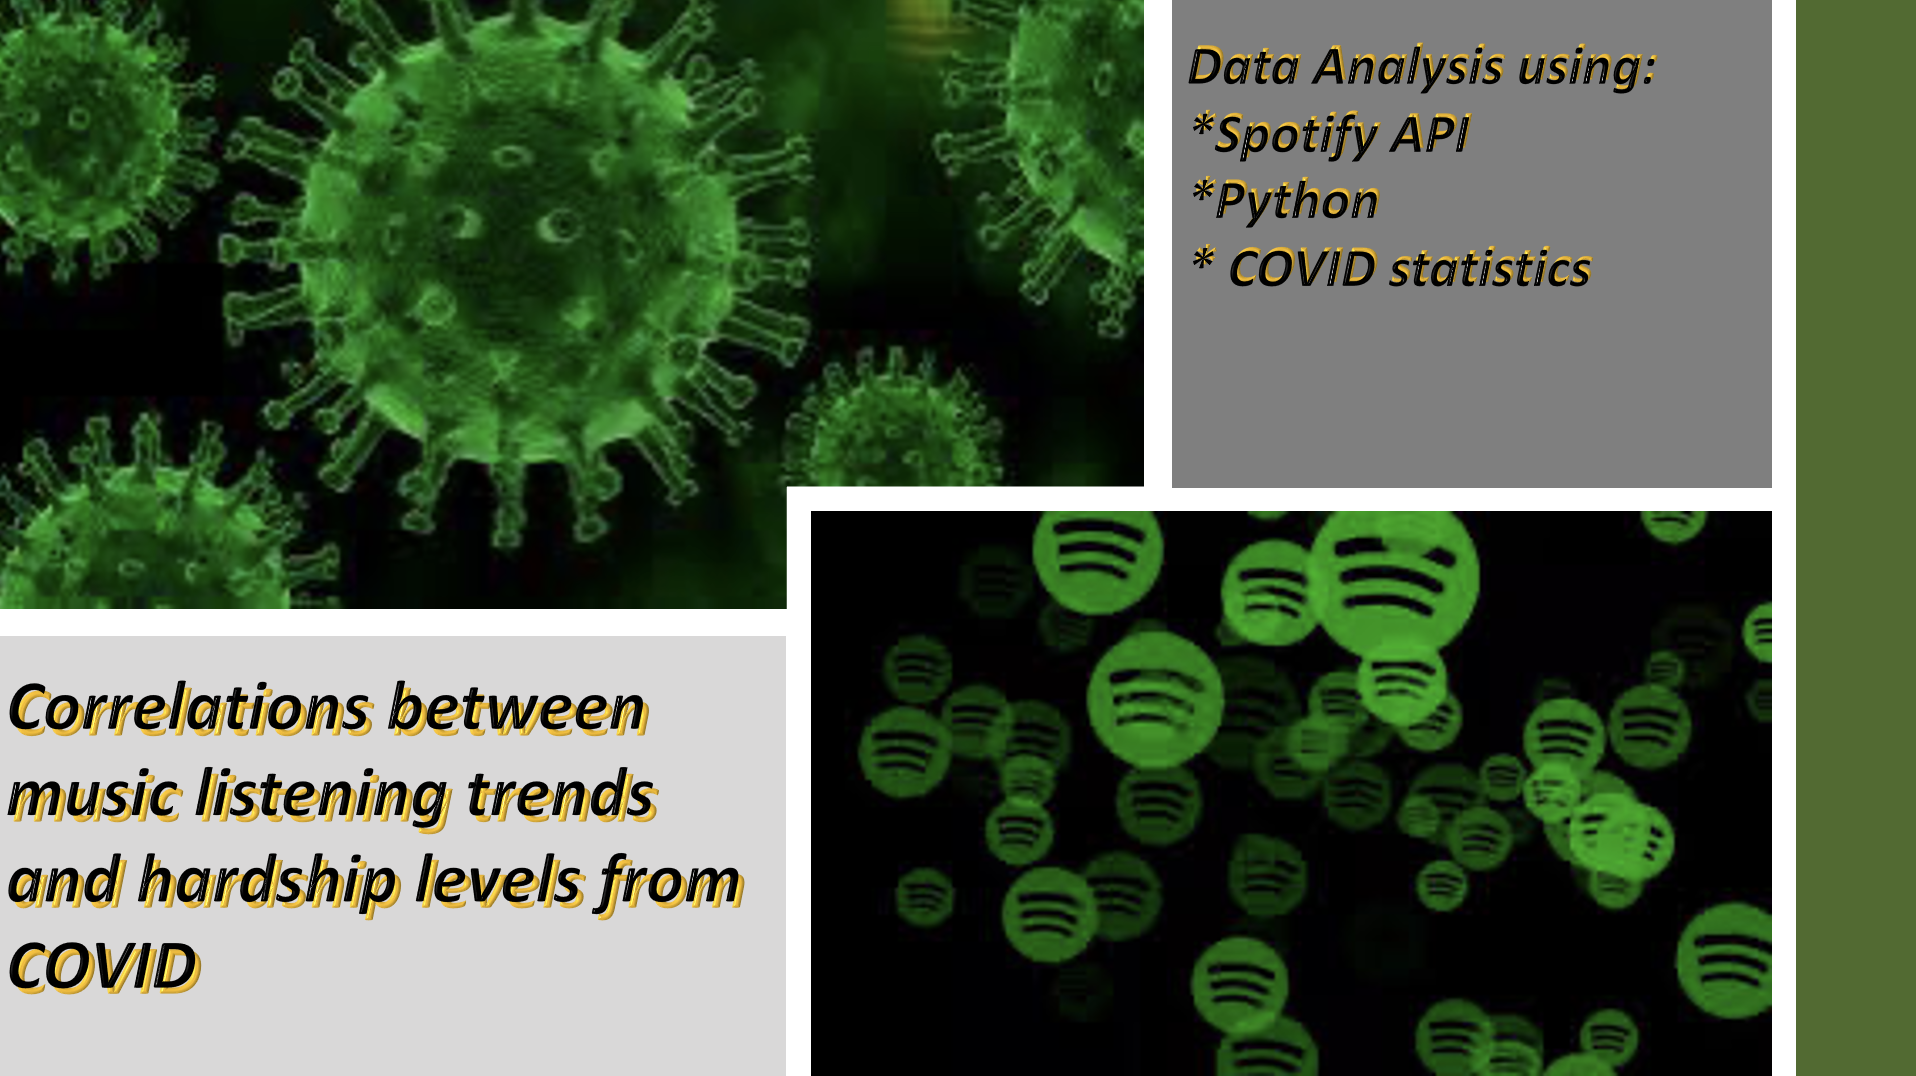 Data Analysis using:
*Spotify API
*Python
* COVID statistics
Correlations between
music listening trends
and hardship levels from
COVID